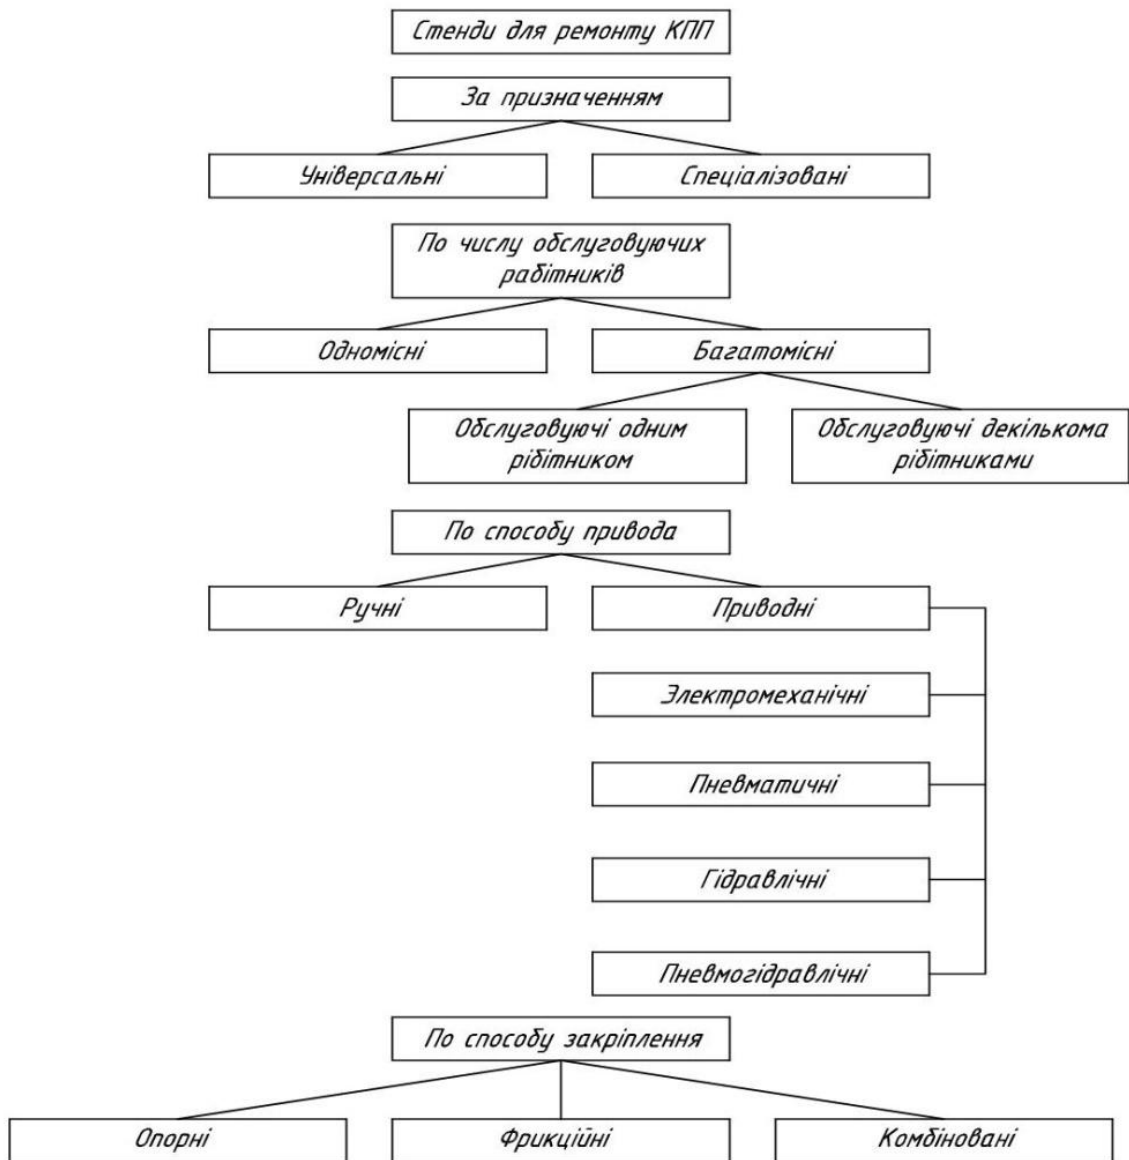 Стенди для ремонту КПП
За призначенням
Універсальні
Спеціалізовані
По числу обслуговуючих
рабітників
Одномісні
Багатомісні
Обслуговуючі одним
рібітником
Обслуговуючі декількома
рібітниками
По способу привода
Ручні
Приводні
Электромеханічні
Пневматичні
Гідравлічні
Пневмогідравлічні
По способу закріплення
Опорні
Фрикційні
Комбіновані